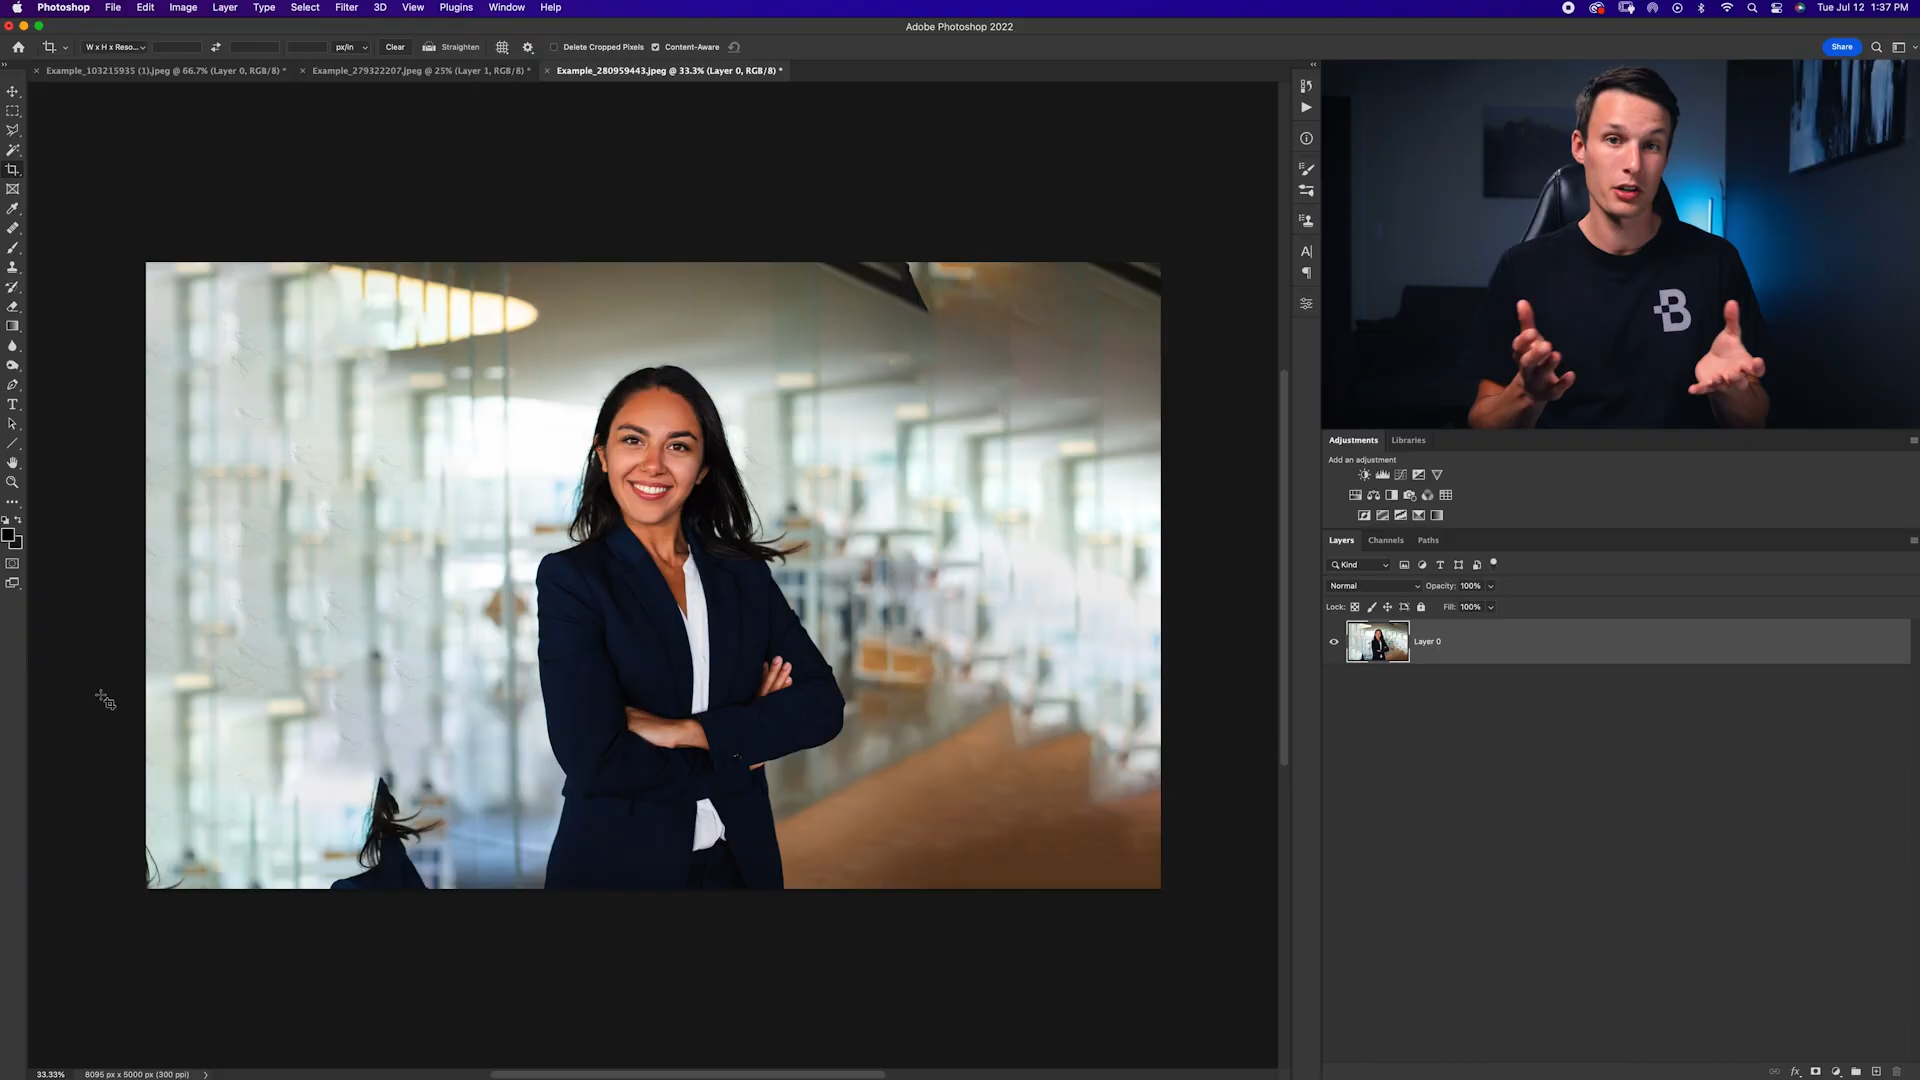 Photoshop File Edit Image Layer Type Select Filter 3D View Plugins Window Help Tue Jul 12 1:37 PM
Adobe Photoshop 2022
W x H x Reso... px/in Clear Straighten Delete Cropped Pixels Content-Aware Share
Example_103215935 (1).jpeg @ 66.7% (Layer 0, RGB/8) * Example_279322207.jpeg @ 25% (Layer 1, RGB/8) * Example_280959443.jpeg @ 33.3% (Layer 0, RGB/8) *
B
Adjustments Libraries
Add an adjustment
Layers Channels Paths
Kind
Normal Opacity: 100%
Lock: Fill: 100%
Layer 0
33.33% 8095 px x 5000 px (300 ppi)